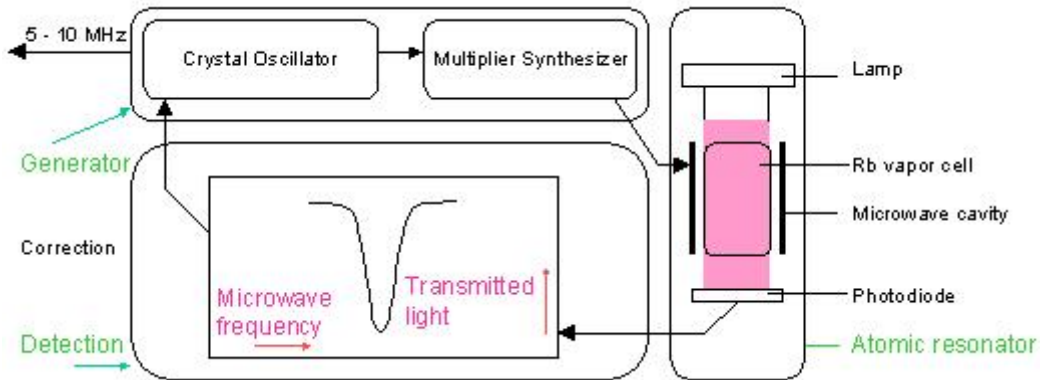 5 - 10 MHz
Crystal Oscillator
Multiplier Synthesizer
Lamp
Generator
Rb vapor cell
Microwave cavity
Correction
Microwave
frequency
Transmitted
light
Photodiode
Detection
Atomic resonator